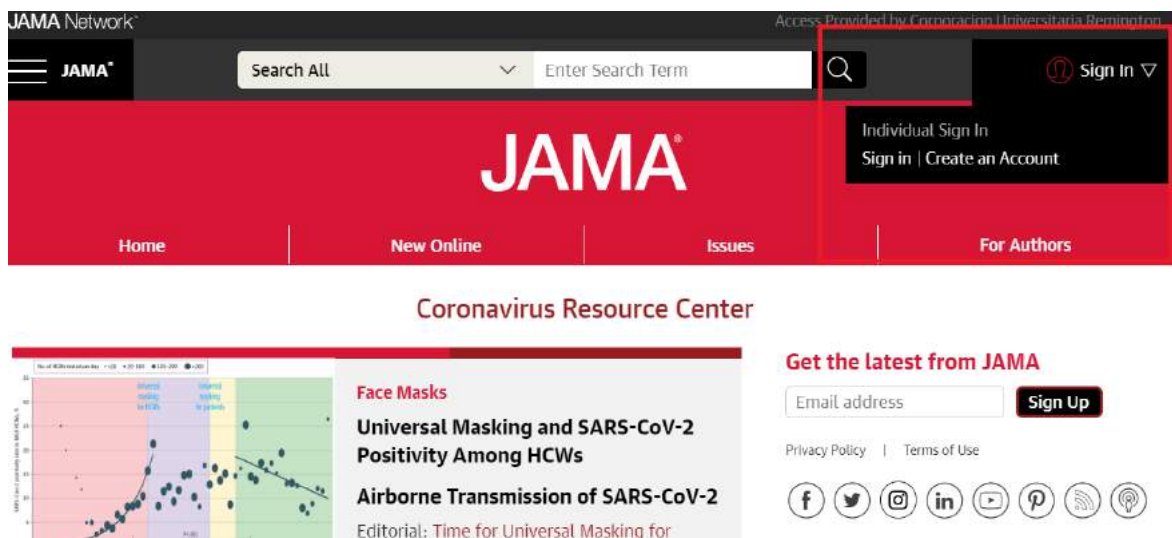 JAMA Network™
Access Provided by Corporacion Universitaria Remington
JAMA®
Search All
Enter Search Term
Sign In
Individual Sign In
Sign in | Create an Account
JAMA®
Home
New Online
Issues
For Authors
Coronavirus Resource Center
Face Masks
Universal Masking and SARS-CoV-2
Positivity Among HCWs
Airborne Transmission of SARS-CoV-2
Editorial: Time for Universal Masking for
Get the latest from JAMA
Email address
Sign Up
Privacy Policy | Terms of Use